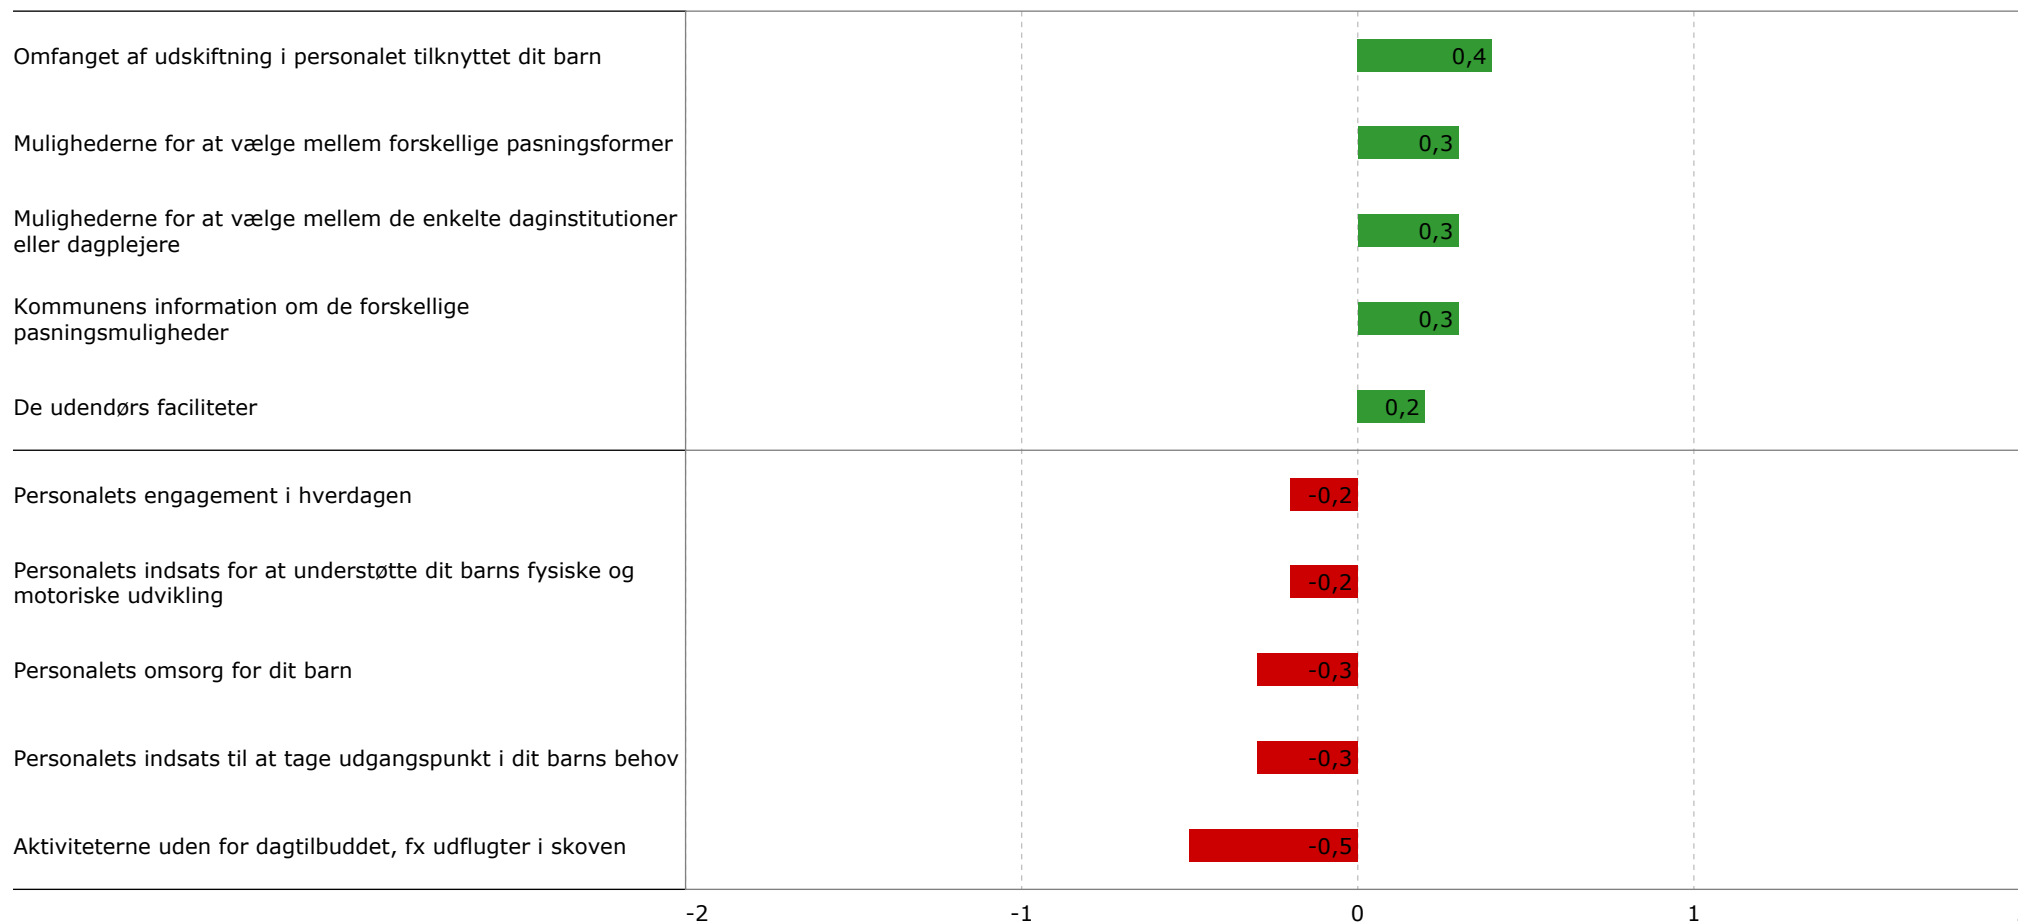 Omfanget af udskiftning i personalet tilknyttet dit barn
0,4
Mulighederne for at vælge mellem forskellige pasningsformer
0,3
Mulighederne for at vælge mellem de enkelte daginstitutioner
eller dagplejere
0,3
Kommunens information om de forskellige
pasningsmuligheder
0,3
De udendørs faciliteter
0,2
Personalets engagement i hverdagen
-0,2
Personalets indsats for at understøtte dit barns fysiske og
motoriske udvikling
-0,2
Personalets omsorg for dit barn
-0,3
Personalets indsats til at tage udgangspunkt i dit barns behov
-0,3
Aktiviteterne uden for dagtilbuddet, fx udflugter i skoven
-0,5
-2 -1 0 1